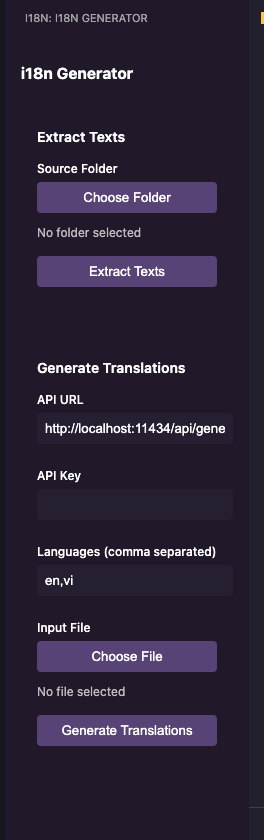 I18N: I18N GENERATOR
i18n Generator
Extract Texts
Source Folder
Choose Folder
No folder selected
Extract Texts
Generate Translations
API URL
http://localhost:11434/api/gene
API Key
Languages (comma separated)
en,vi
Input File
Choose File
No file selected
Generate Translations